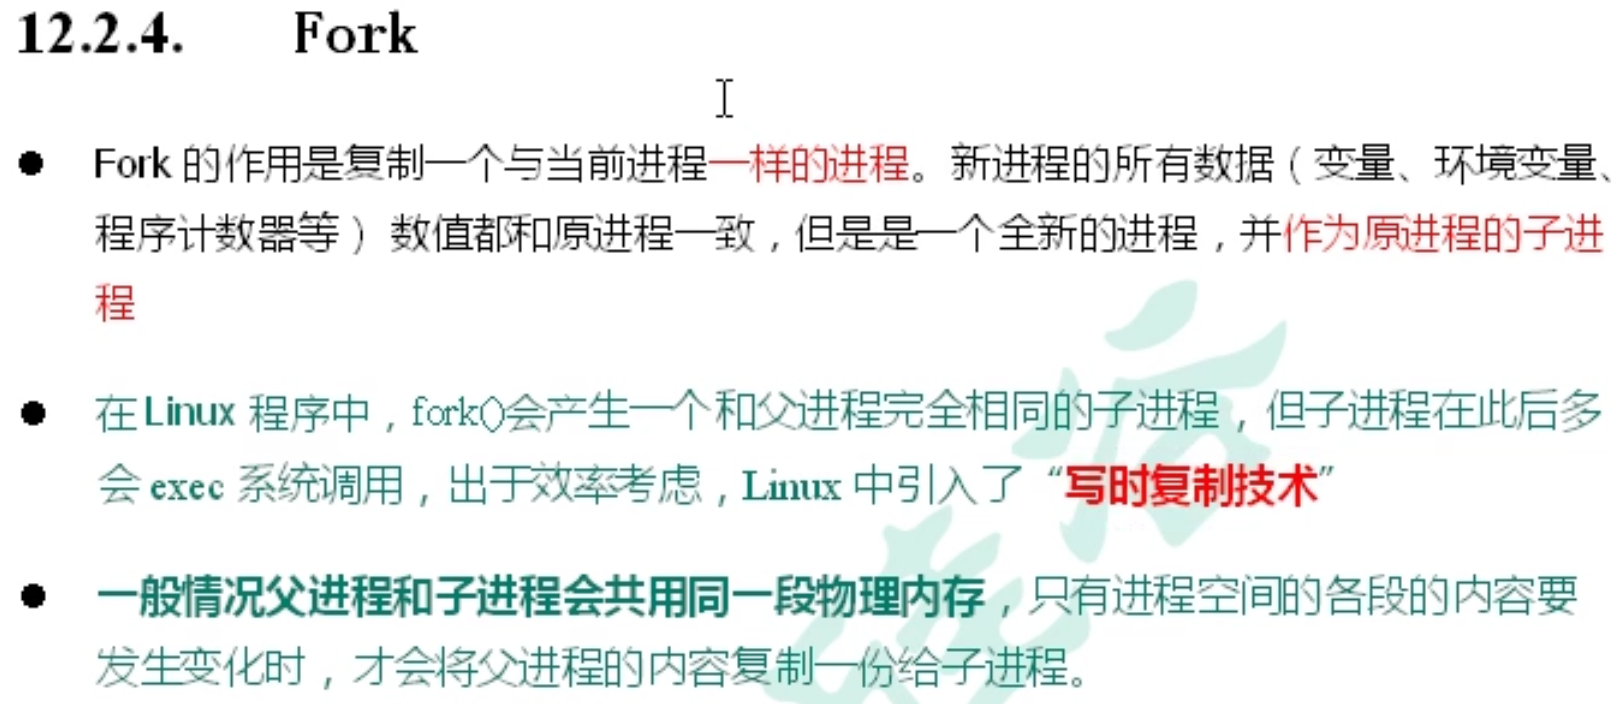 12.2.4. Fork
● Fork 的作用是复制一个与当前进程一样的进程。新进程的所有数据（变量、环境变量、
程序计数器等） 数值都和原进程一致，但是是一个全新的进程，并作为原进程的子进
程
● 在 Linux 程序中，fork()会产生一个和父进程完全相同的子进程，但子进程在此后多
会 exec 系统调用，出于效率考虑，Linux 中引入了“写时复制技术”
● 一般情况父进程和子进程会共用同一段物理内存，只有进程空间的各段的内容要
发生变化时，才会将父进程的内容复制一份给子进程。